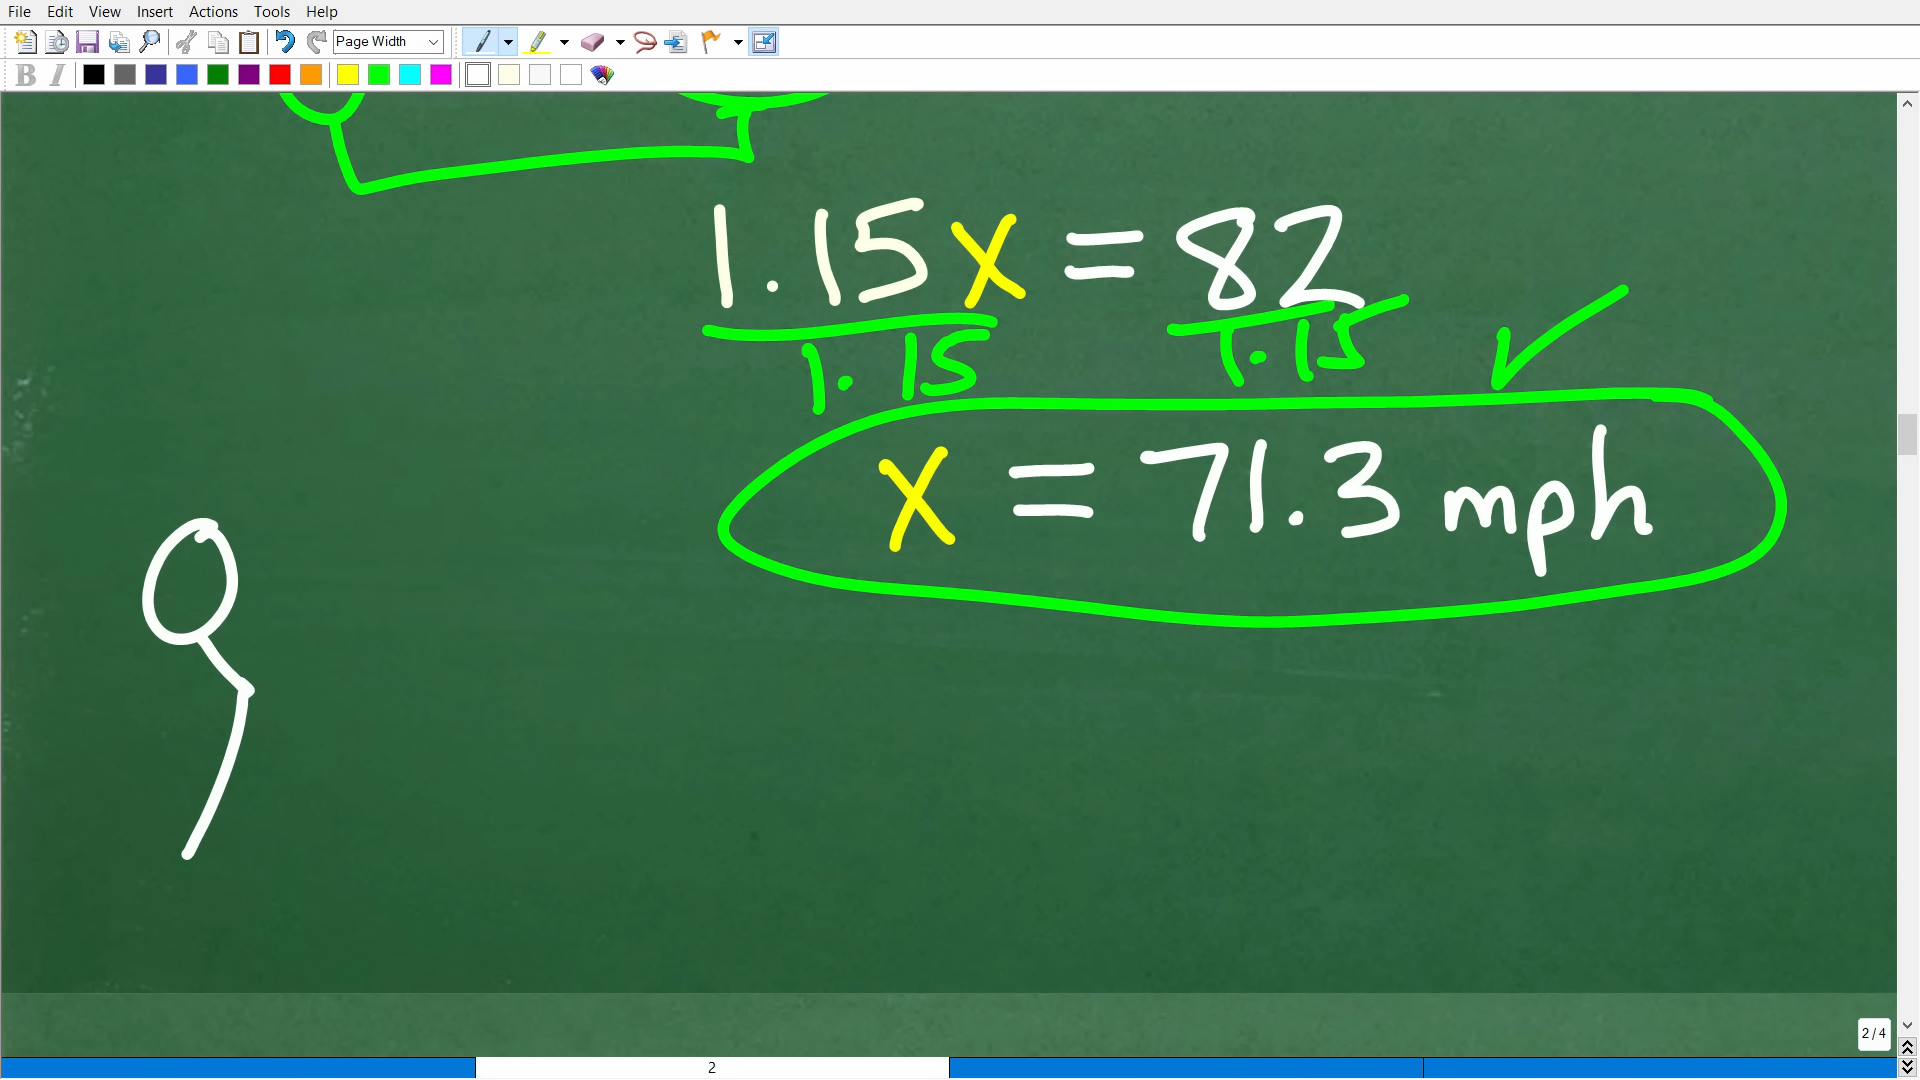 File Edit View Insert Actions Tools Help
Page Width
B I
1.15x = 82
1.15 1.15
x = 71.3 mph
2 / 4
2